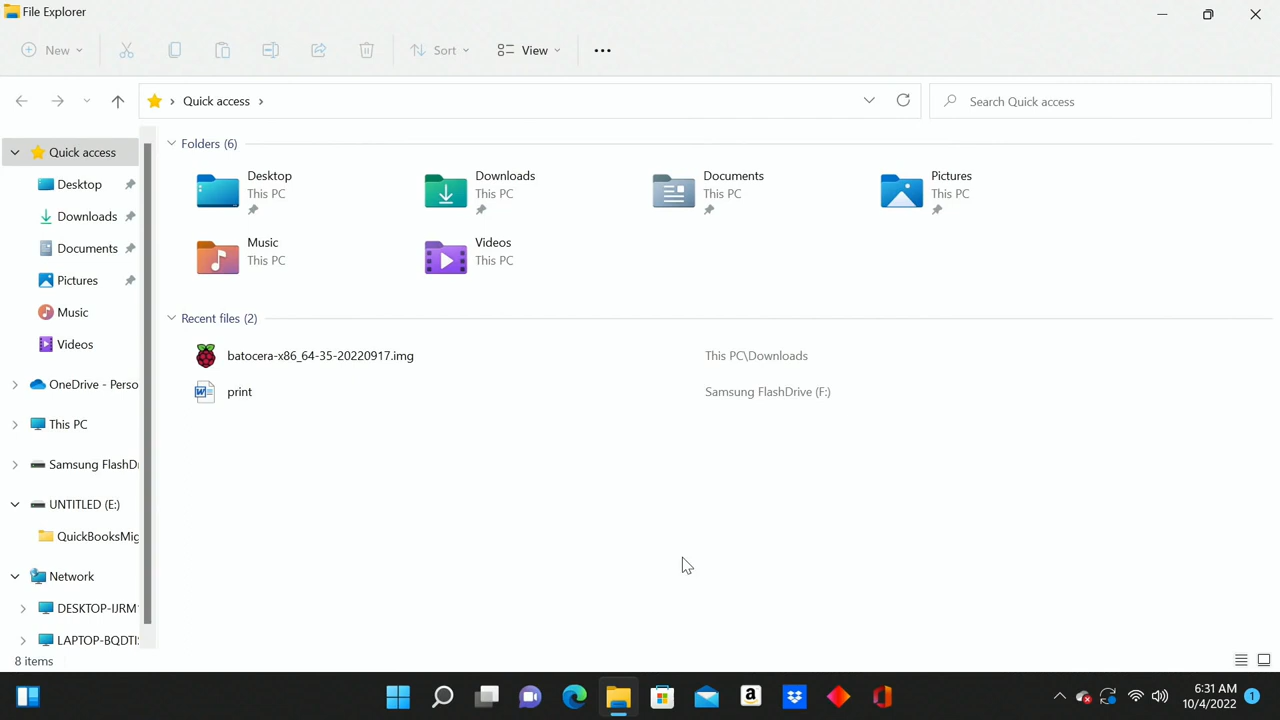 File Explorer
New
Sort
View
Quick access
Search Quick access
Quick access
Desktop
Downloads
Documents
Pictures
Music
Videos
OneDrive - Perso
This PC
Samsung FlashD
UNTITLED (E:)
QuickBooksMig
Network
DESKTOP-IJRM
LAPTOP-BQDTI
Folders (6)
Desktop
This PC
Downloads
This PC
Documents
This PC
Pictures
This PC
Music
This PC
Videos
This PC
Recent files (2)
batocera-x86_64-35-20220917.img
This PC\Downloads
print
Samsung FlashDrive (F:)
8 items
6:31 AM
10/4/2022
1